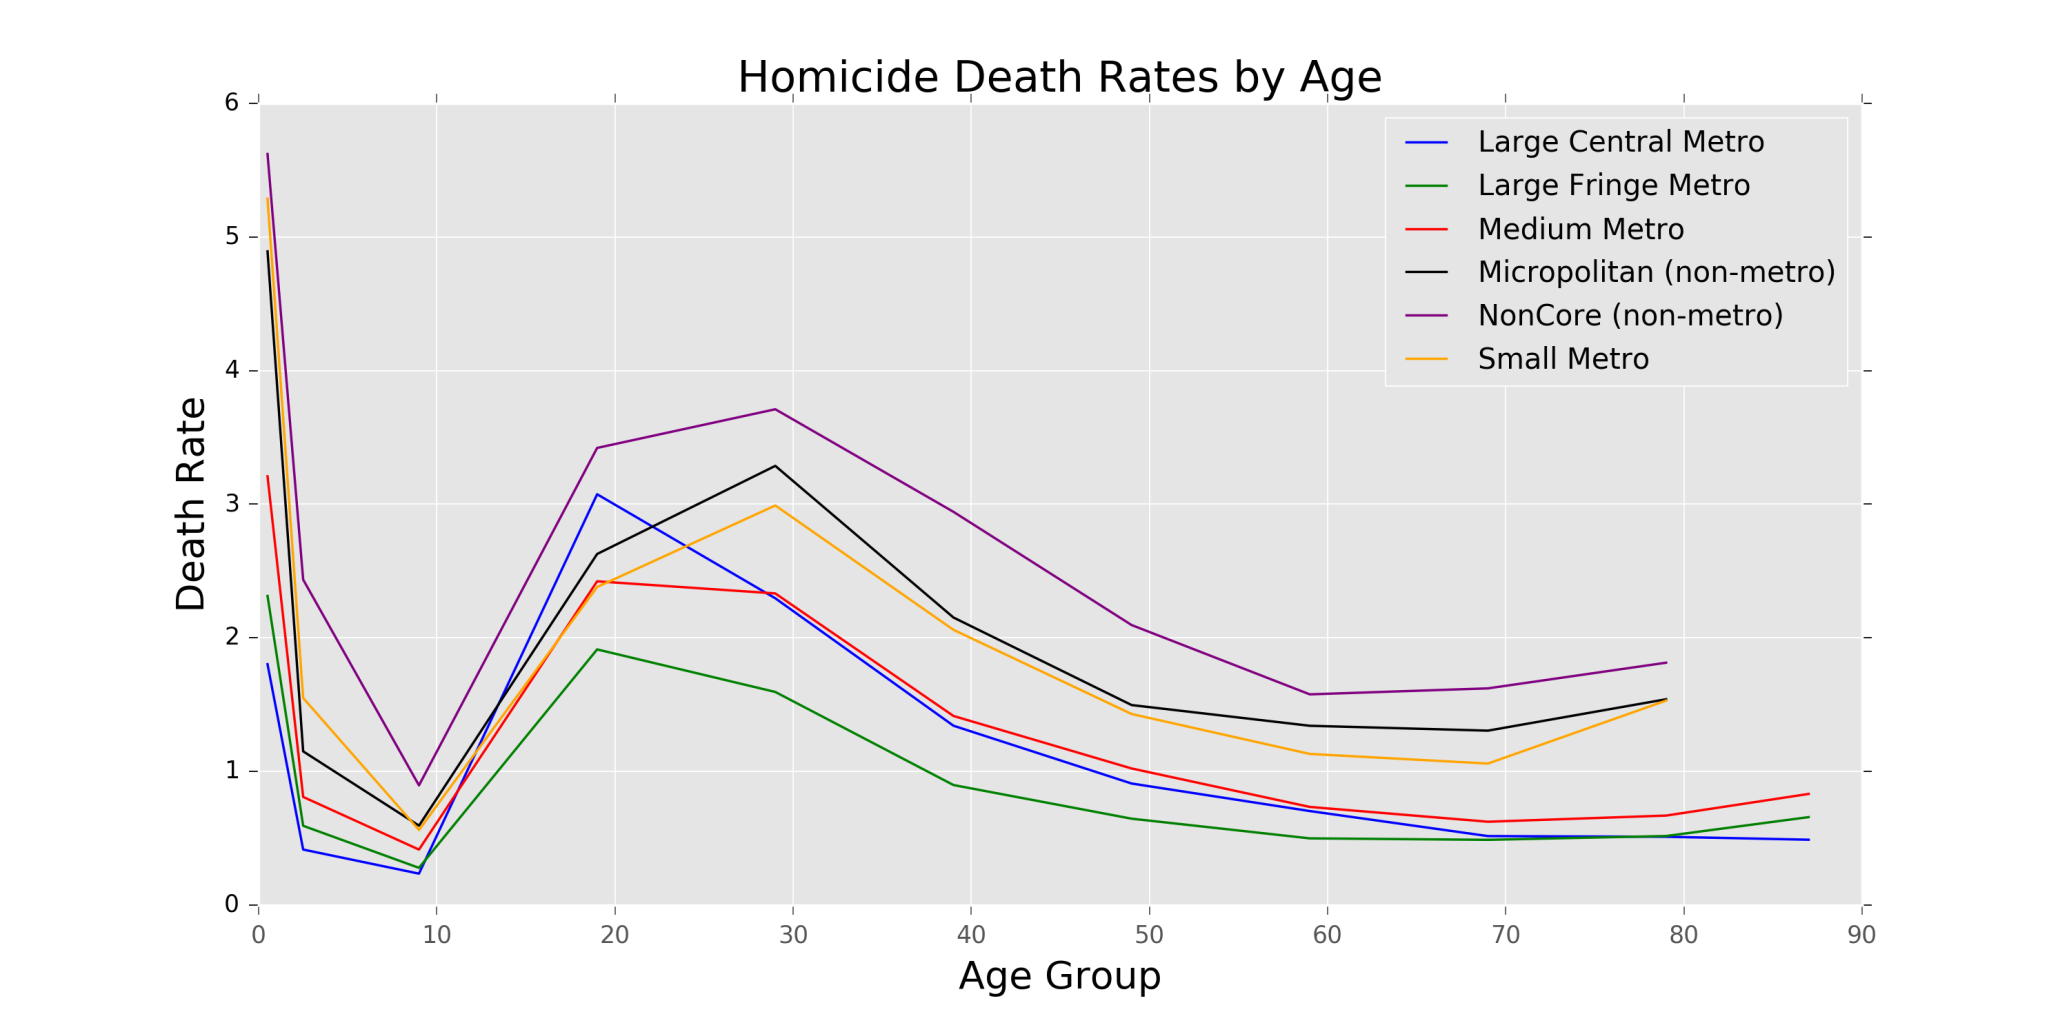 Homicide Death Rates by Age
6
5
4
3
2
1
0
Death Rate
Large Central Metro
Large Fringe Metro
Medium Metro
Micropolitan (non-metro)
NonCore (non-metro)
Small Metro
0 10 20 30 40 50 60 70 80 90
Age Group